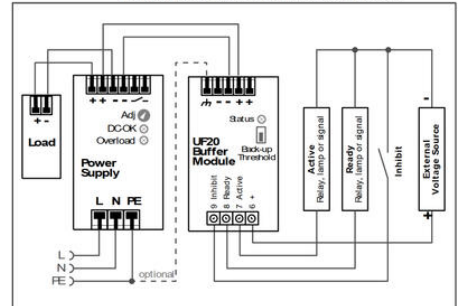 + + - - -
⏚ - - + +
Adj
DC-OK
Overload
Power
Supply
L N PE
+ -
Load
Status
Back-up
Threshold
UF20
Buffer
Module
9 Inhibit
8 Ready
7 Active
6 +
Active
Relay, lamp or signal
Ready
Relay, lamp or signal
Inhibit
-
External
Voltage Source
+
L
N
PE
optional